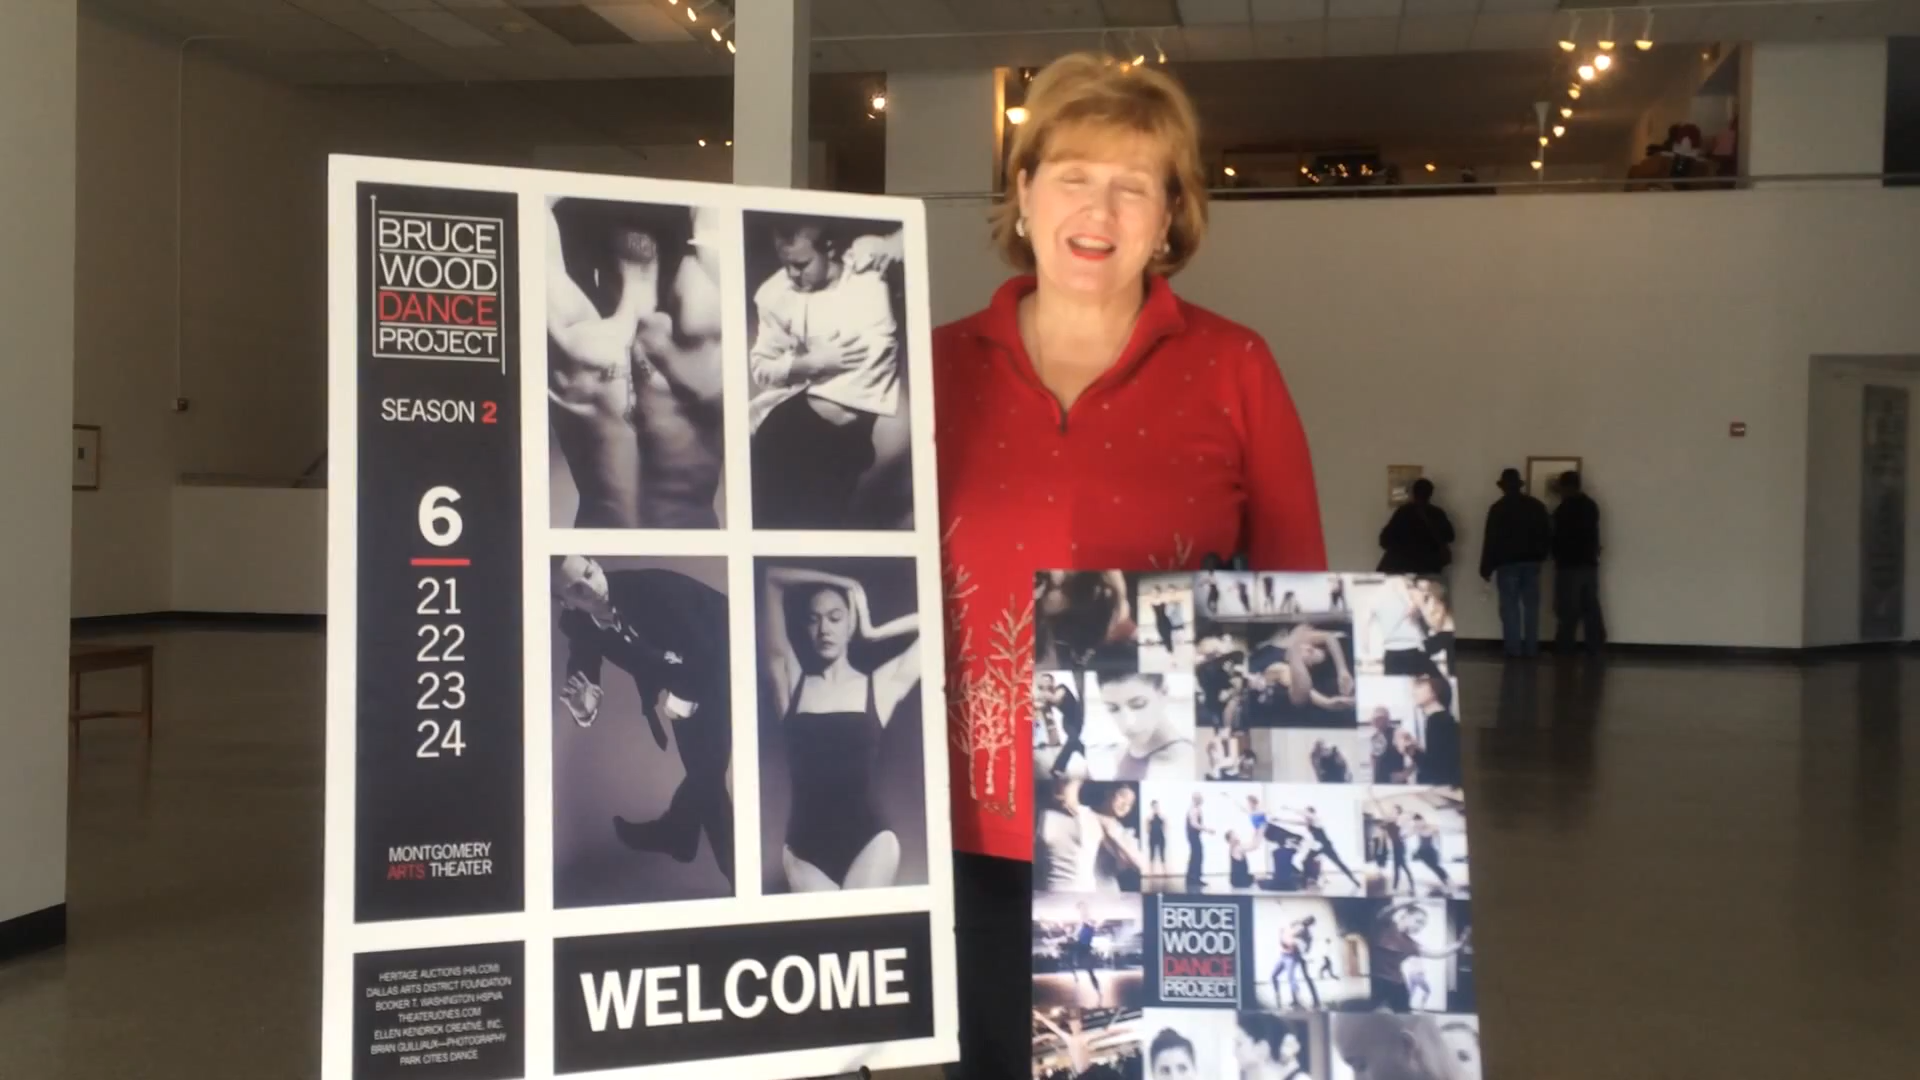 BRUCE
WOOD
DANCE
PROJECT
SEASON 2
6
21
22
23
24
MONTGOMERY
ARTS THEATER
HERITAGE AUCTIONS (HA.COM)
DALLAS ARTS DISTRICT FOUNDATION
BOOKER T. WASHINGTON HSPVA
THEATERJONES.COM
ELLEN KENDRICK CREATIVE, INC.
BRIAN GUILLIAUX—PHOTOGRAPHY
PARK CITIES DANCE
WELCOME
BRUCE
WOOD
DANCE
PROJECT